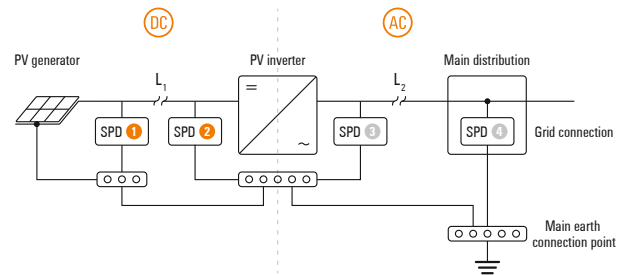 DC
AC
PV generator
PV inverter
Main distribution
L1
L2
SPD 1
SPD 2
SPD 3
SPD 4
Grid connection
Main earth
connection point